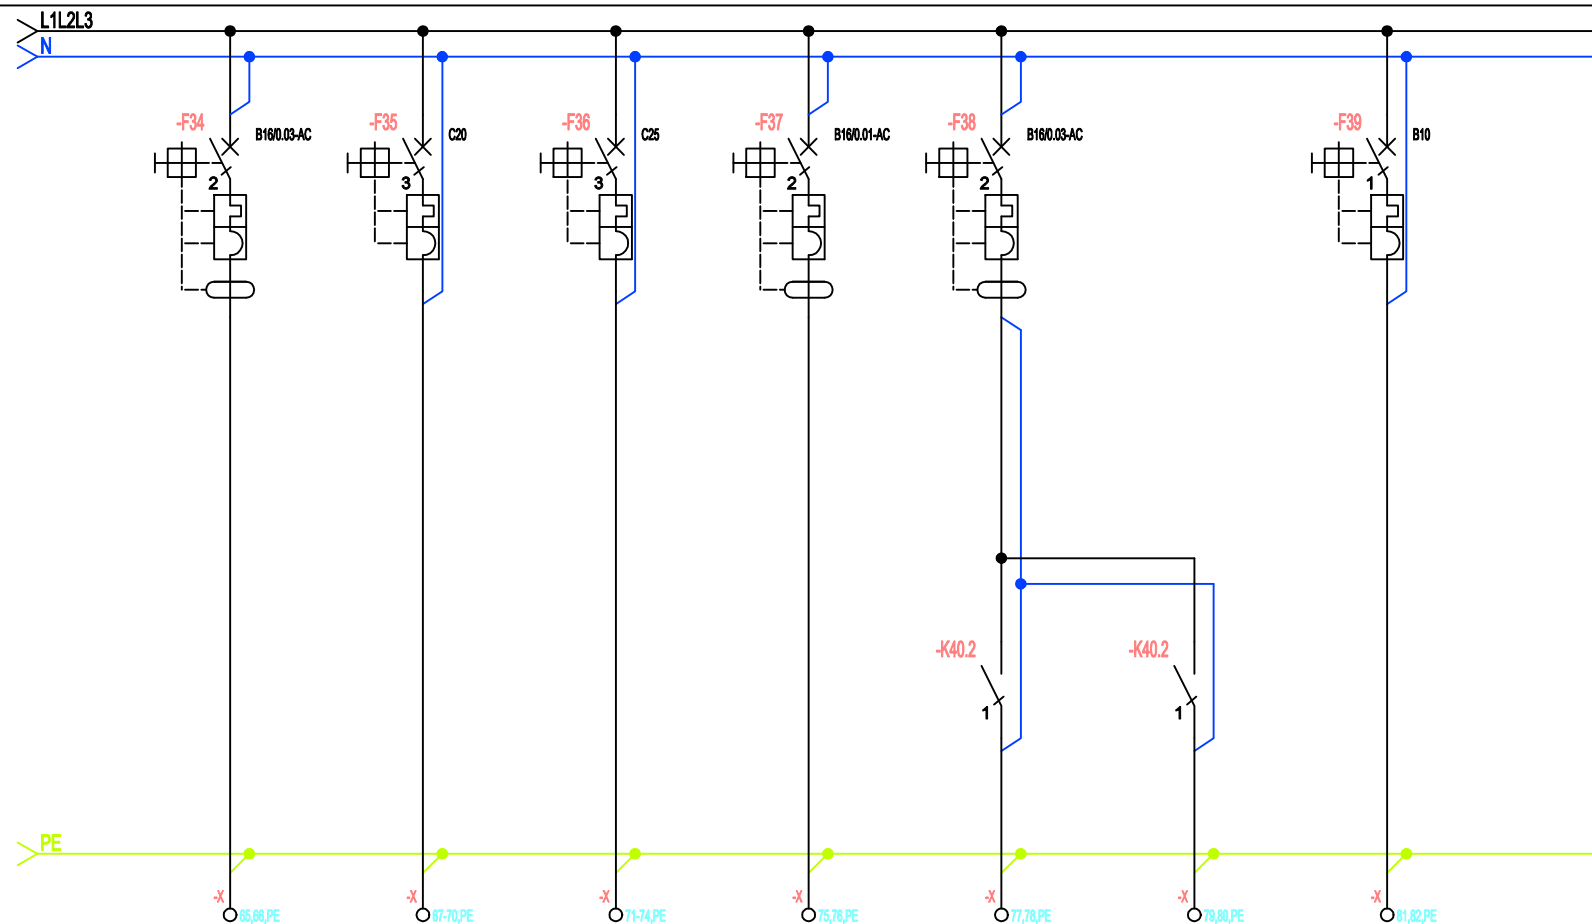 L1L2L3
N
-F34
B16/0.03-AC
2
-F35
C20
3
-F36
C25
3
-F37
B16/0.01-AC
2
-F38
B16/0.03-AC
2
-F39
B10
1
-K40.2
1
-K40.2
1
PE
-X
65,66,PE
-X
67-70,PE
-X
71-74,PE
-X
75,76,PE
-X
77,78,PE
-X
79,80,PE
-X
81,82,PE